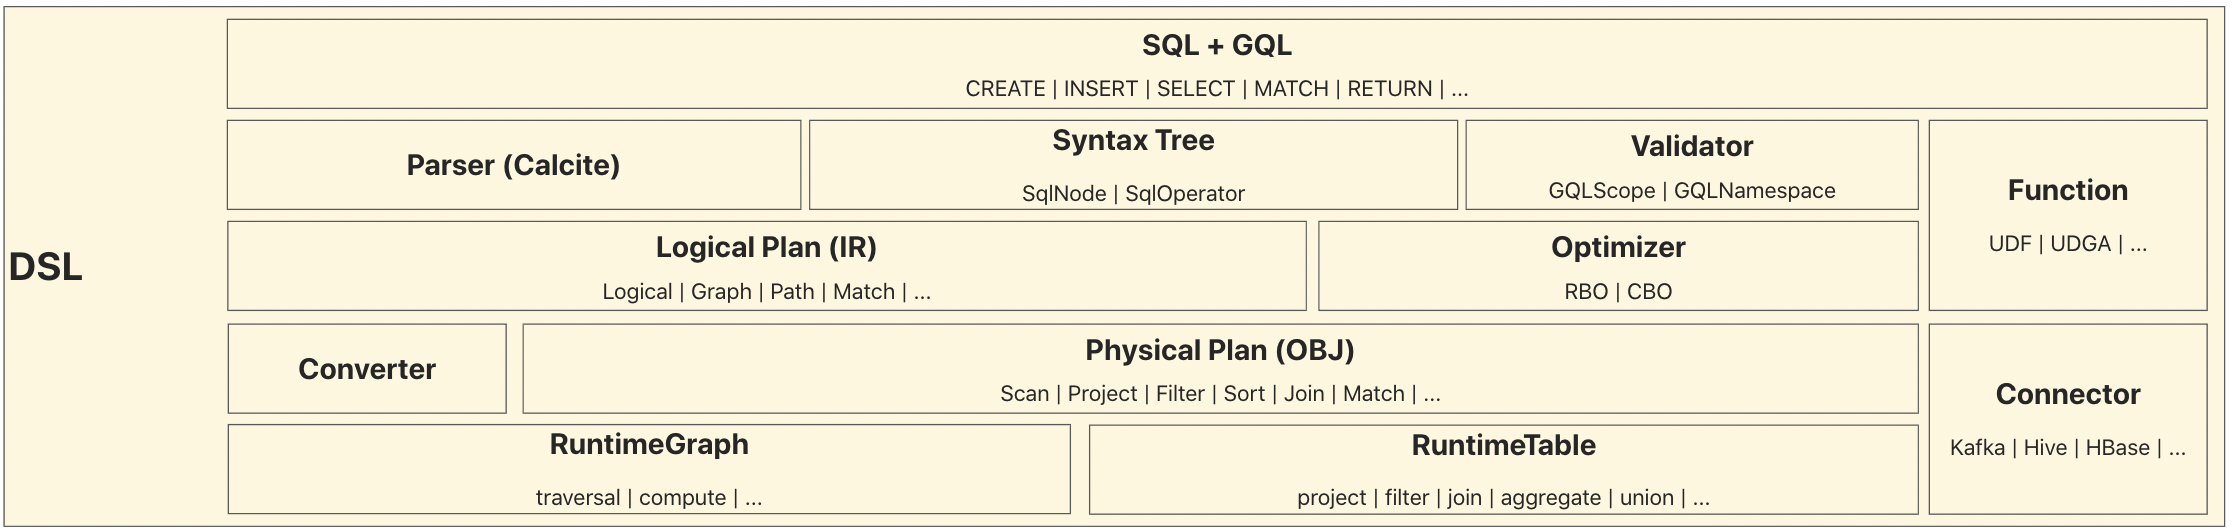 DSL
SQL + GQL
CREATE | INSERT | SELECT | MATCH | RETURN | ...
Parser (Calcite)
Syntax Tree
SqlNode | SqlOperator
Validator
GQLScope | GQLNamespace
Function
UDF | UDGA | ...
Logical Plan (IR)
Logical | Graph | Path | Match | ...
Optimizer
RBO | CBO
Converter
Physical Plan (OBJ)
Scan | Project | Filter | Sort | Join | Match | ...
Connector
Kafka | Hive | HBase | ...
RuntimeGraph
traversal | compute | ...
RuntimeTable
project | filter | join | aggregate | union | ...